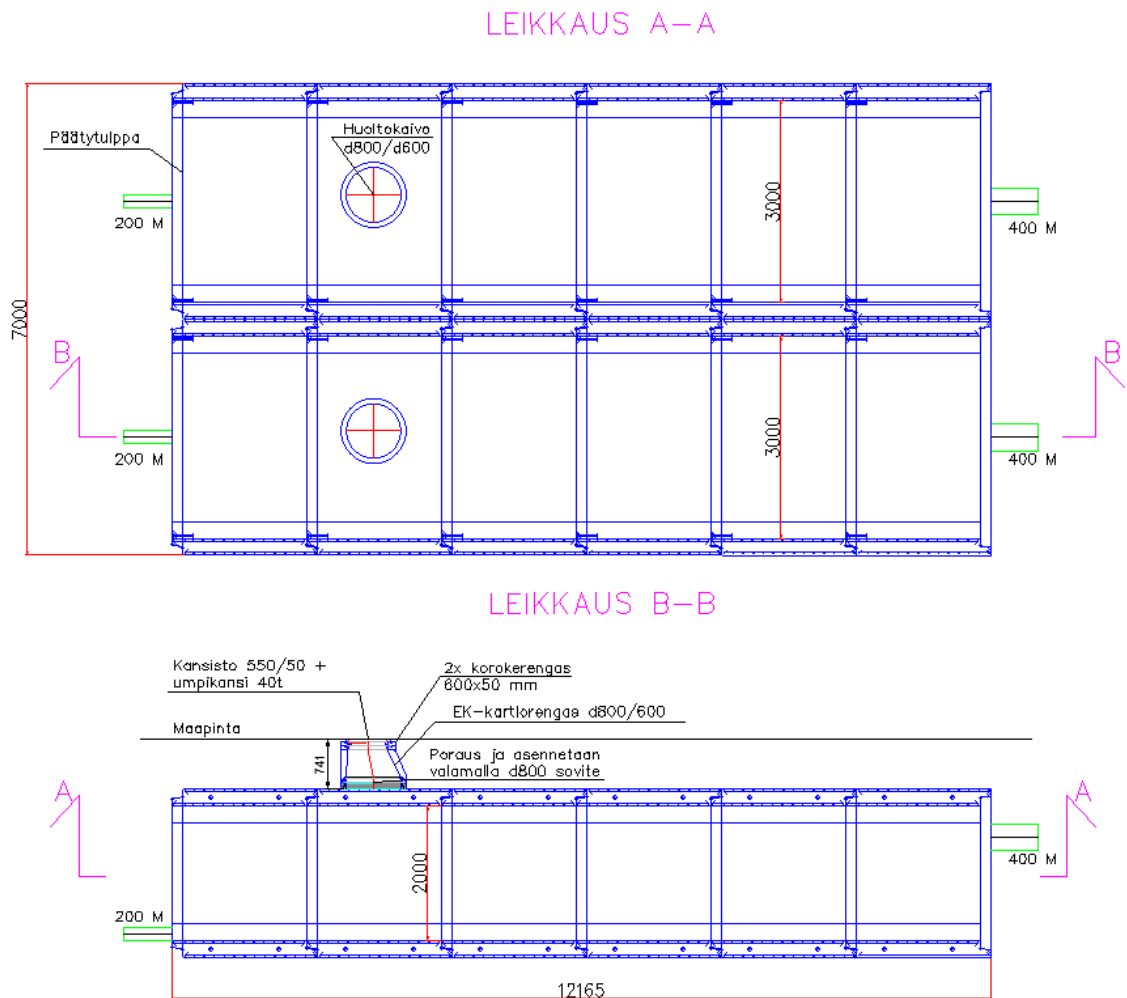 LEIKKAUS A-A
Päätytulppa
Huoltokaivo
d800/d600
200 M
3000
400 M
7000
B
B
200 M
3000
400 M
LEIKKAUS B-B
Kansisto 550/50 +
umpikansi 40t
2x korokerengas
600x50 mm
EK-kartiorengas d800/600
Maapinta
741
Poraus ja asennetaan
valamalla d800 sovite
A
A
2000
400 M
200 M
12165